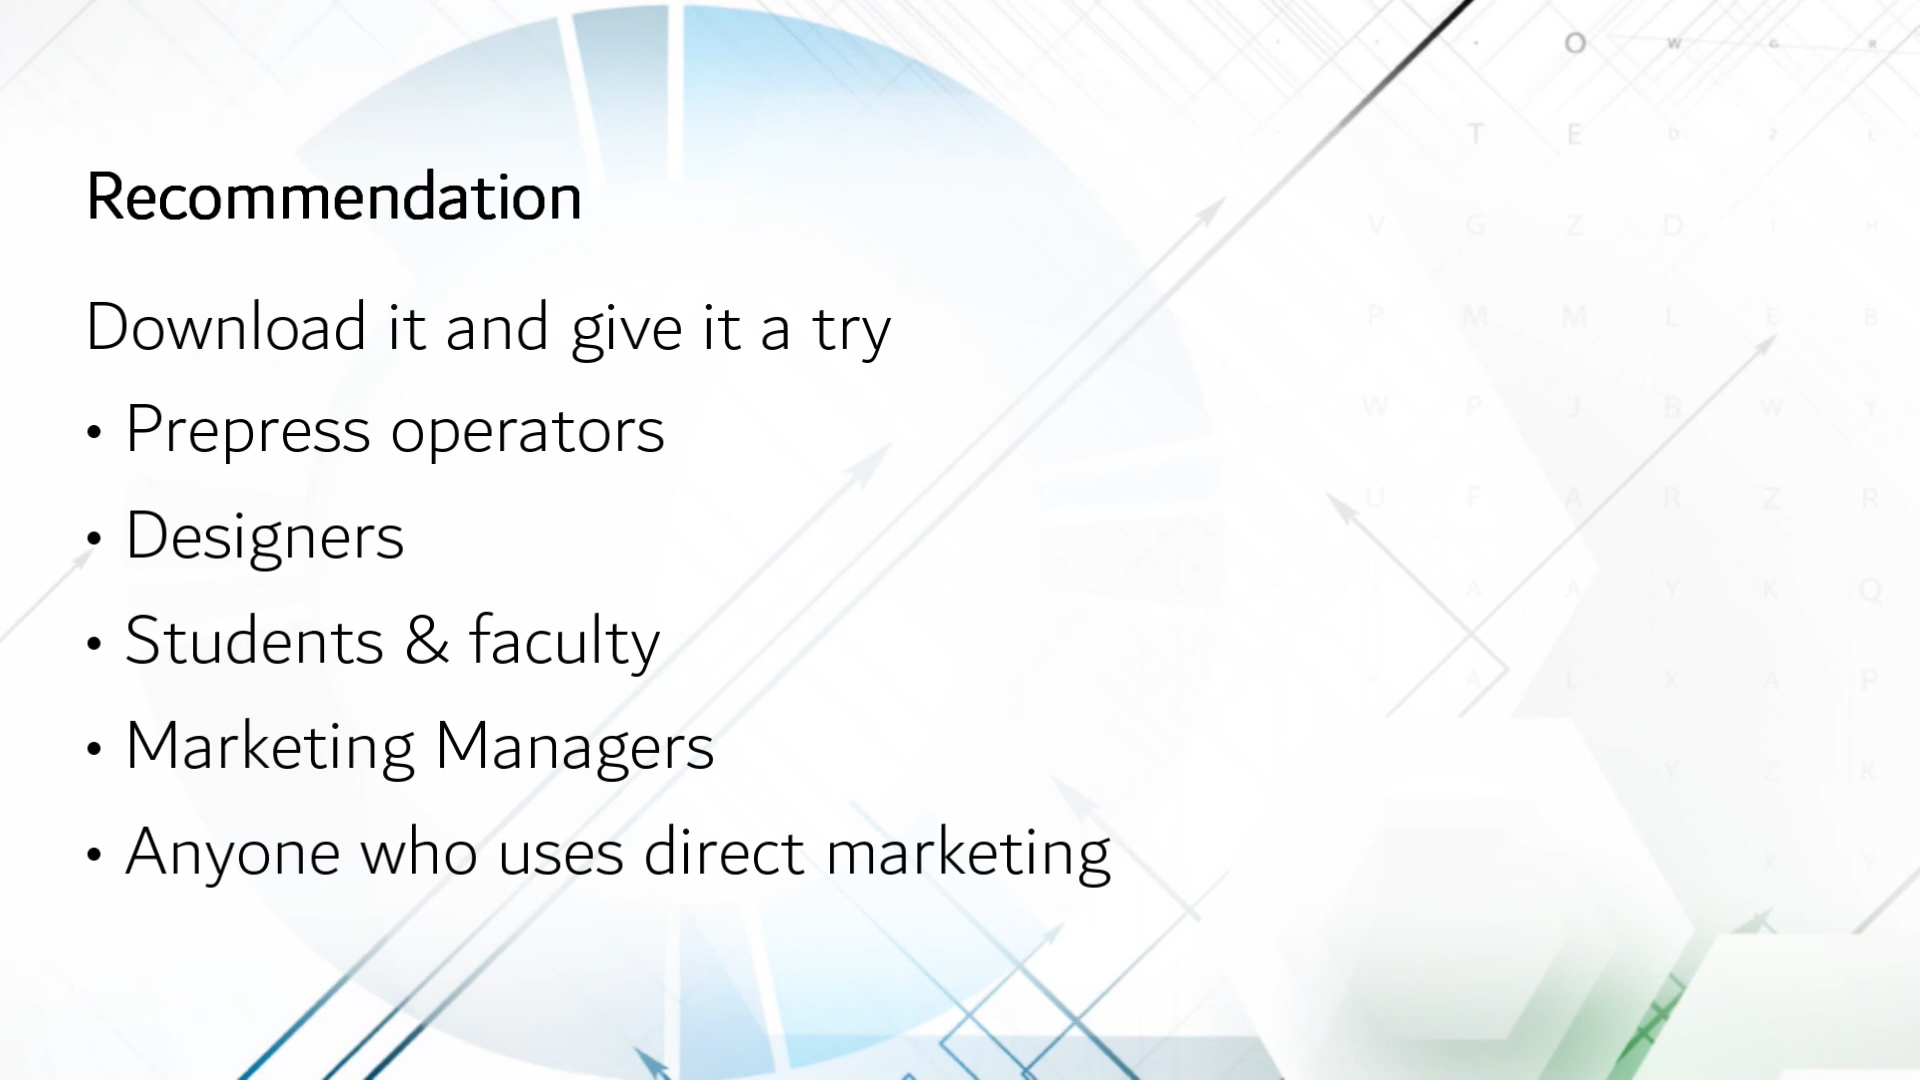 Recommendation
Download it and give it a try
• Prepress operators
• Designers
• Students & faculty
• Marketing Managers
• Anyone who uses direct marketing
O W G R
T E D Z L
V G Z D T H
P M M L E B
W P J B W Y
U F A R Z R
A A Y K Q
A L X A P
Y Z K
X Y